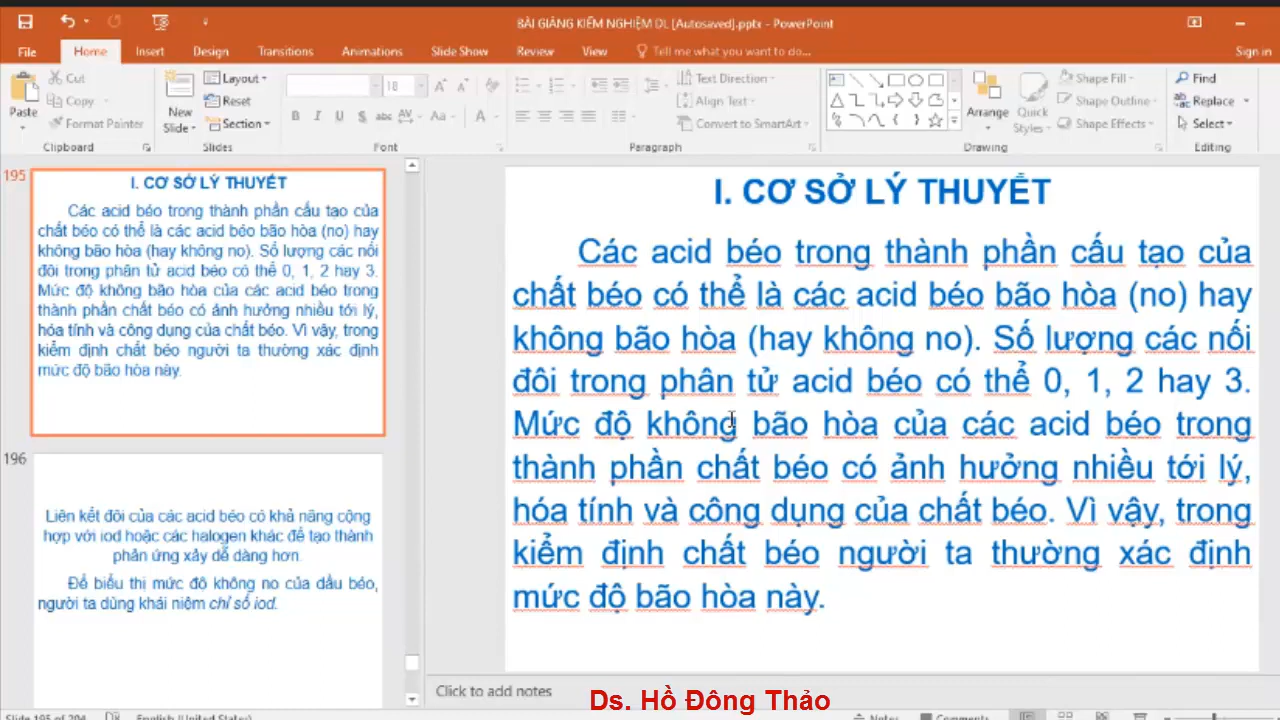 BÀI GIẢNG KIỂM NGHIỆM DL [Autosaved].pptx - PowerPoint
File Home Insert Design Transitions Animations Slide Show Review View Tell me what you want to do... Sign in
Paste
Cut
Copy
Format Painter
Clipboard
New Slide
Layout
Reset
Section
Slides
18
B I U S abc AV Aa A
Font
Text Direction
Align Text
Convert to SmartArt
Paragraph
Arrange
Quick Styles
Shape Fill
Shape Outline
Shape Effects
Drawing
Find
Replace
Select
Editing
195
I. CƠ SỞ LÝ THUYẾT
Các acid béo trong thành phần cấu tạo của
chất béo có thể là các acid béo bão hòa (no) hay
không bão hòa (hay không no). Số lượng các nối
đôi trong phân tử acid béo có thể 0, 1, 2 hay 3.
Mức độ không bão hòa của các acid béo trong
thành phần chất béo có ảnh hưởng nhiều tới lý,
hóa tính và công dụng của chất béo. Vì vậy, trong
kiểm định chất béo người ta thường xác định
mức độ bão hòa này.
196
Liên kết đôi của các acid béo có khả năng cộng
hợp với iod hoặc các halogen khác để tạo thành
phản ứng xảy dễ dàng hơn.
Để biểu thị mức độ không no của dầu béo,
người ta dùng khái niệm chỉ số iod.
I. CƠ SỞ LÝ THUYẾT
Các acid béo trong thành phần cấu tạo của
chất béo có thể là các acid béo bão hòa (no) hay
không bão hòa (hay không no). Số lượng các nối
đôi trong phân tử acid béo có thể 0, 1, 2 hay 3.
Mức độ không bão hòa của các acid béo trong
thành phần chất béo có ảnh hưởng nhiều tới lý,
hóa tính và công dụng của chất béo. Vì vậy, trong
kiểm định chất béo người ta thường xác định
mức độ bão hòa này.
Click to add notes
Ds. Hồ Đông Thảo
Slide 195 of 204 English (United States) Notes Comments